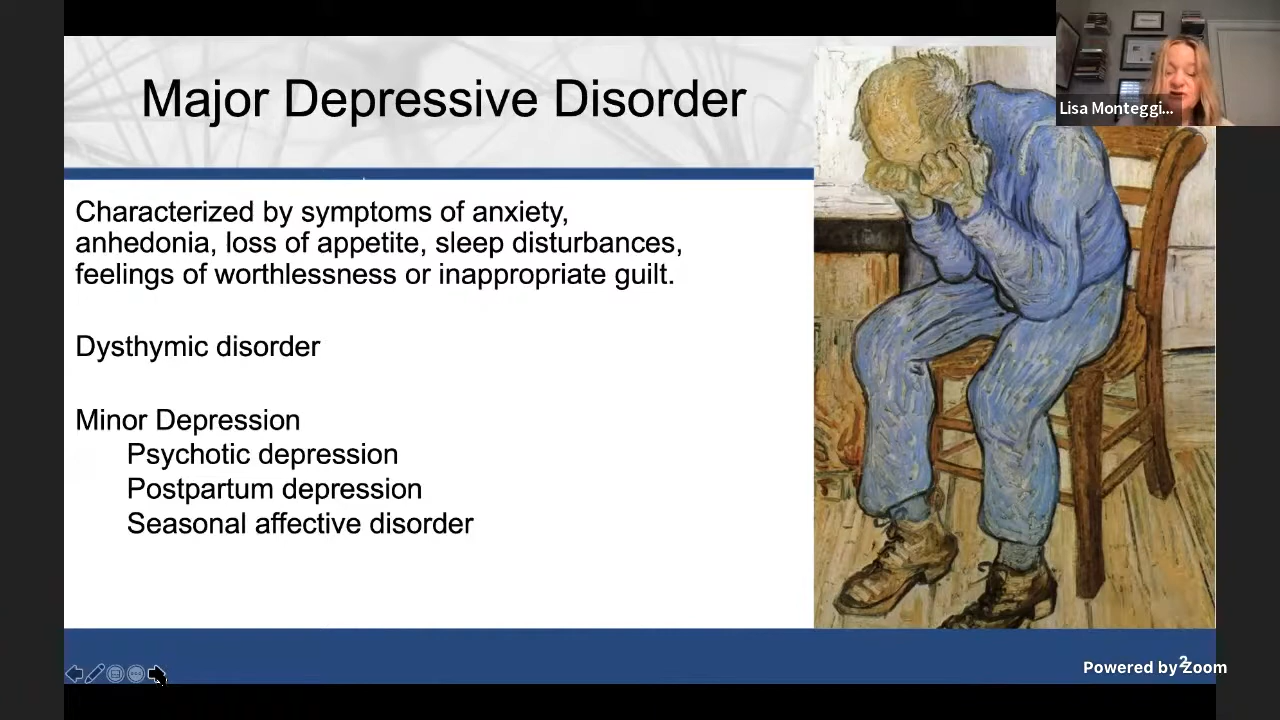 Major Depressive Disorder
Lisa Monteggi...
Characterized by symptoms of anxiety,
anhedonia, loss of appetite, sleep disturbances,
feelings of worthlessness or inappropriate guilt.
Dysthymic disorder
Minor Depression
Psychotic depression
Postpartum depression
Seasonal affective disorder
2
Powered by Zoom